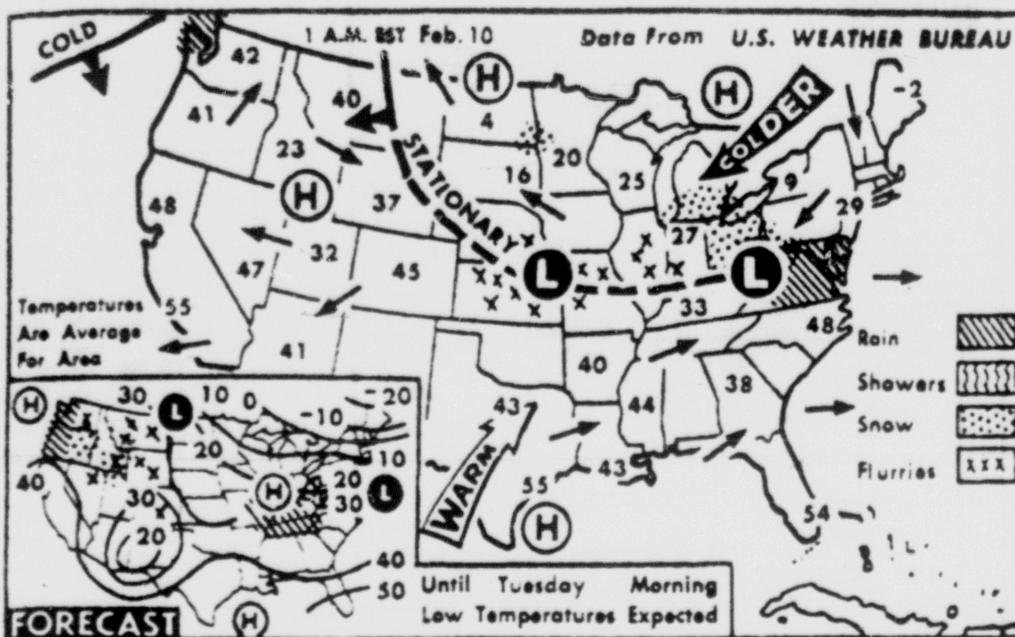 COLD
1 A.M. EST Feb. 10
Data From U.S. WEATHER BUREAU
42
40
H
H
COLDER
-2
41
4
STATIONARY
20
23
16
25
9
H
37
27
29
48
32
L
L
47
45
33
Temperatures
Are Average
For Area
55
41
40
48
Rain
38
Showers
44
Snow
43
43
Flurries
WARM
55
H
54
H
30
L
10
0
-10
-20
20
-10
40
30
H
20
30
L
20
40
50
FORECAST
H
Until Tuesday Morning
Low Temperatures Expected